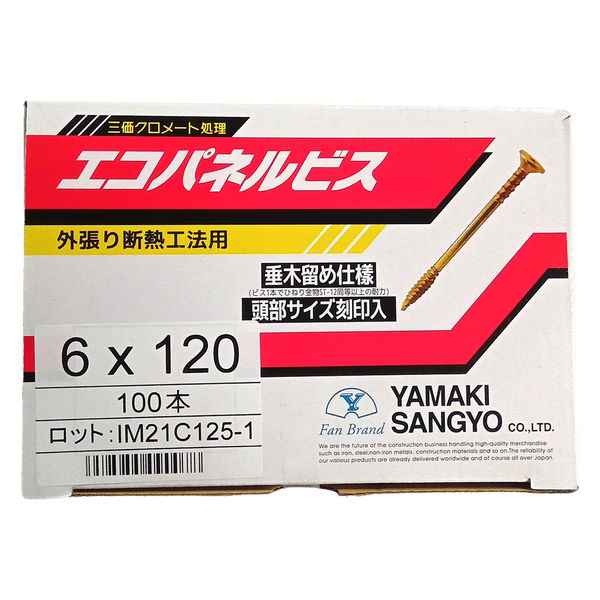 三価クロメート処理
エコパネルビス
外張り断熱工法用
垂木留め仕様
(ビス1本でひねり金物ST-12同等以上の耐力)
頭部サイズ刻印入
6 x 120
100本
ロット:IM21C125-1
Fan Brand
YAMAKI
SANGYO CO.,LTD.
We are the future of the construction business handling high-quality merchandise
such as iron, steel,non-iron metals, construction materials and so on.The reliability of
our various products are already delivered worldwide and of course all over Japan.